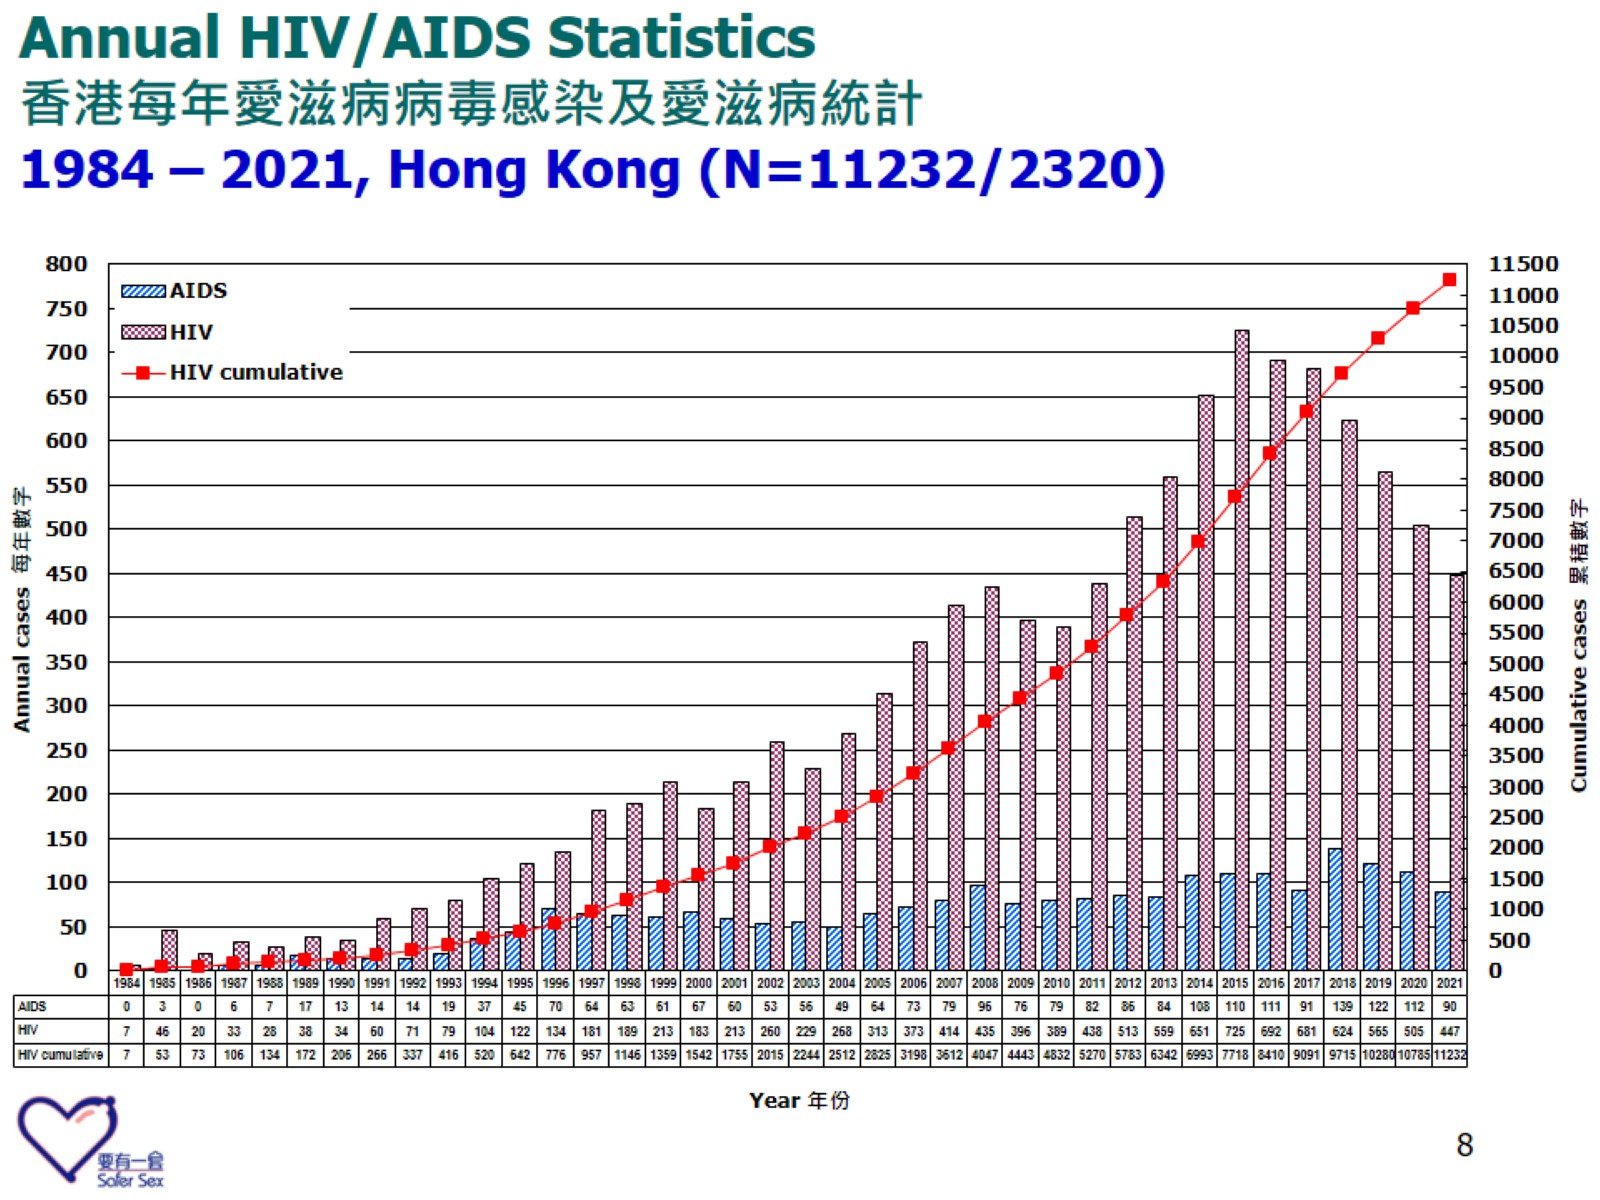 Annual HIV/AIDS Statistics
香港每年愛滋病病毒感染及愛滋病統計
1984 – 2021, Hong Kong (N=11232/2320)
AIDS
HIV
HIV cumulative
Annual cases 每年數字
800
750
700
650
600
550
500
450
400
350
300
250
200
150
100
50
0
11500
11000
10500
10000
9500
9000
8500
8000
7500
7000
6500
6000
5500
5000
4500
4000
3500
3000
2500
2000
1500
1000
500
0
Cumulative cases 累積數字
1984 1985 1986 1987 1988 1989 1990 1991 1992 1993 1994 1995 1996 1997 1998 1999 2000 2001 2002 2003 2004 2005 2006 2007 2008 2009 2010 2011 2012 2013 2014 2015 2016 2017 2018 2019 2020 2021
AIDS 0 3 0 6 7 17 13 14 14 19 37 45 70 64 63 61 67 60 53 56 49 64 73 79 96 76 79 82 86 84 108 110 111 91 139 122 112 90
HIV 7 46 20 33 28 38 34 60 71 79 104 122 134 181 189 213 183 213 260 229 268 313 373 414 435 396 389 438 513 559 651 725 692 681 624 565 505 447
HIV cumulative 7 53 73 106 134 172 206 266 337 416 520 642 776 957 1146 1359 1542 1755 2015 2244 2512 2825 3198 3612 4047 4443 4832 5270 5783 6342 6993 7718 8410 9091 9715 10280 10785 11232
Year 年份
要有一套
Safer Sex
8